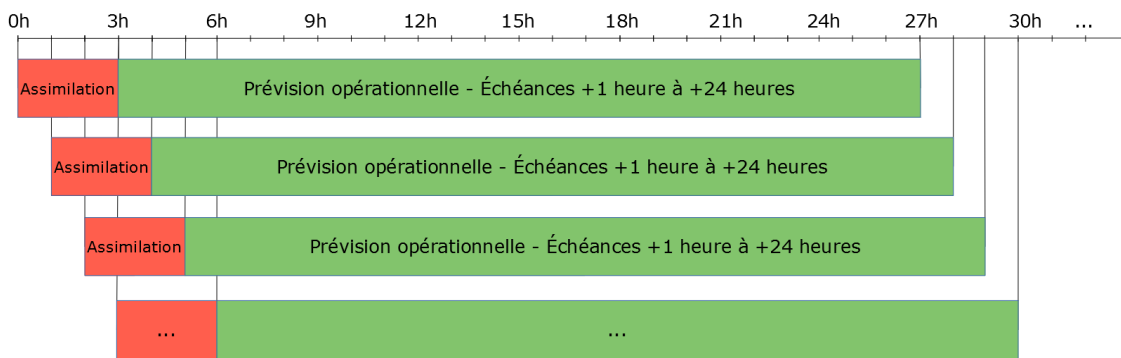 0h 3h 6h 9h 12h 15h 18h 21h 24h 27h 30h ...
Assimilation Prévision opérationnelle - Échéances +1 heure à +24 heures
Assimilation Prévision opérationnelle - Échéances +1 heure à +24 heures
Assimilation Prévision opérationnelle - Échéances +1 heure à +24 heures
... ...